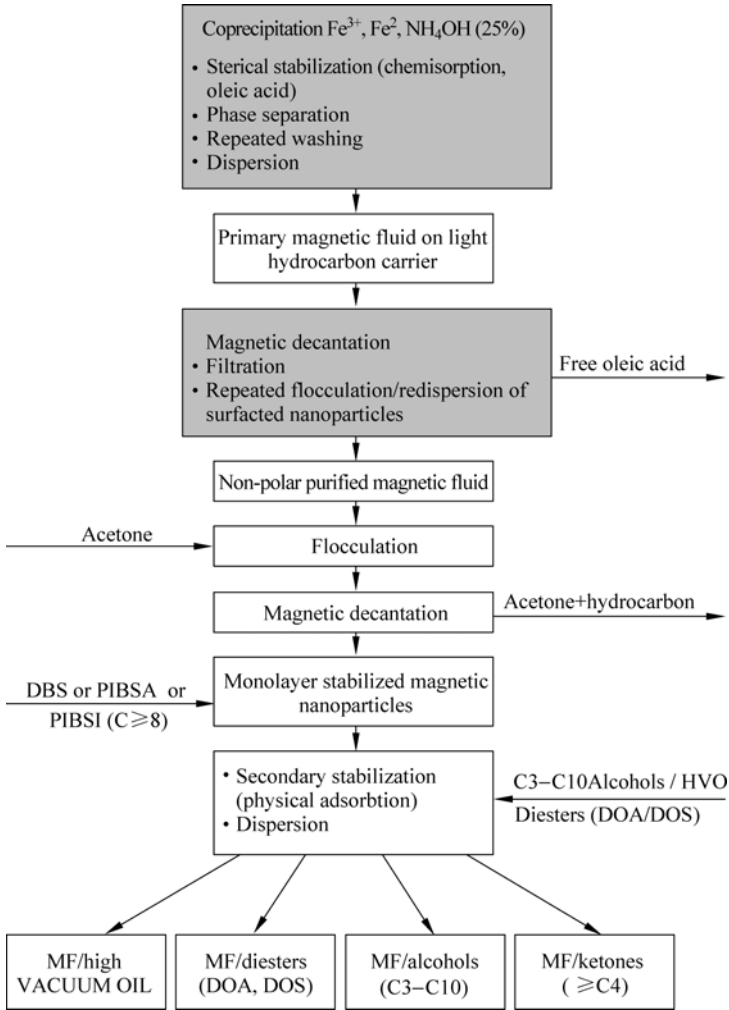 Coprecipitation Fe³⁺, Fe², NH₄OH (25%)
• Sterical stabilization (chemisorption,
oleic acid)
• Phase separation
• Repeated washing
• Dispersion
Primary magnetic fluid on light
hydrocarbon carrier
Magnetic decantation
• Filtration
• Repeated flocculation/redispersion of
surfacted nanoparticles
Free oleic acid
Non-polar purified magnetic fluid
Acetone
Flocculation
Magnetic decantation
Acetone+hydrocarbon
DBS or PIBSA or
PIBSI (C≥8)
Monolayer stabilized magnetic
nanoparticles
• Secondary stabilization
(physical adsorbtion)
• Dispersion
C3−C10Alcohols / HVO
Diesters (DOA/DOS)
MF/high
VACUUM OIL
MF/diesters
(DOA, DOS)
MF/alcohols
(C3−C10)
MF/ketones
( ≥C4)